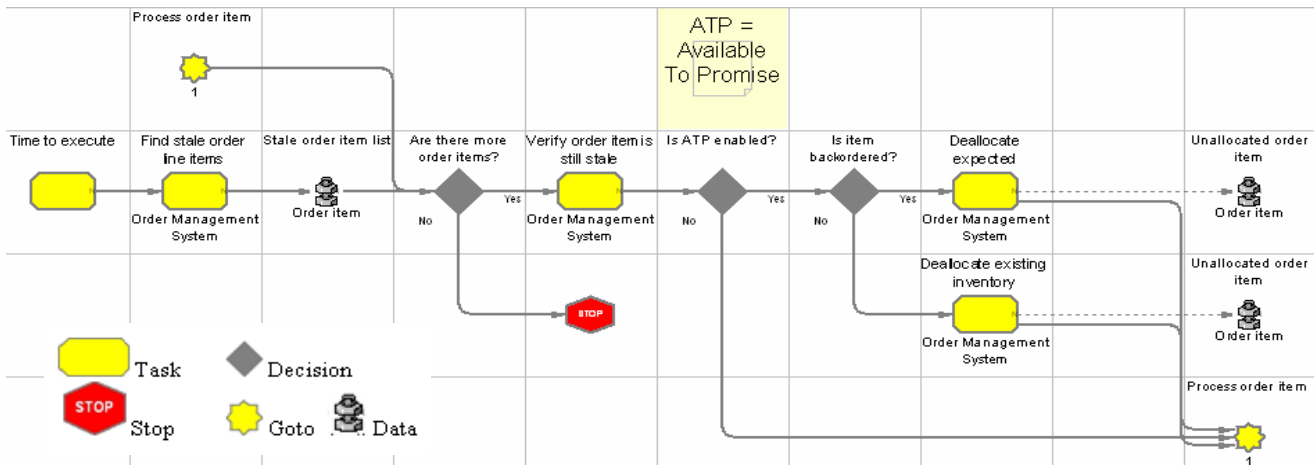 Process order item
1
ATP =
Available
To Promise
Time to execute
Find stale order
line items
Order Management
System
Stale order item list
Order item
Are there more
order items?
Yes
No
Verify order item is
still stale
Order Management
System
Is ATP enabled?
Yes
No
Is item
backordered?
Yes
No
Deallocate
expected
Order Management
System
Unallocated order
item
Order item
STOP
Deallocate existing
inventory
Order Management
System
Unallocated order
item
Order item
Process order item
1
Task
Decision
STOP
Stop
Goto
Data